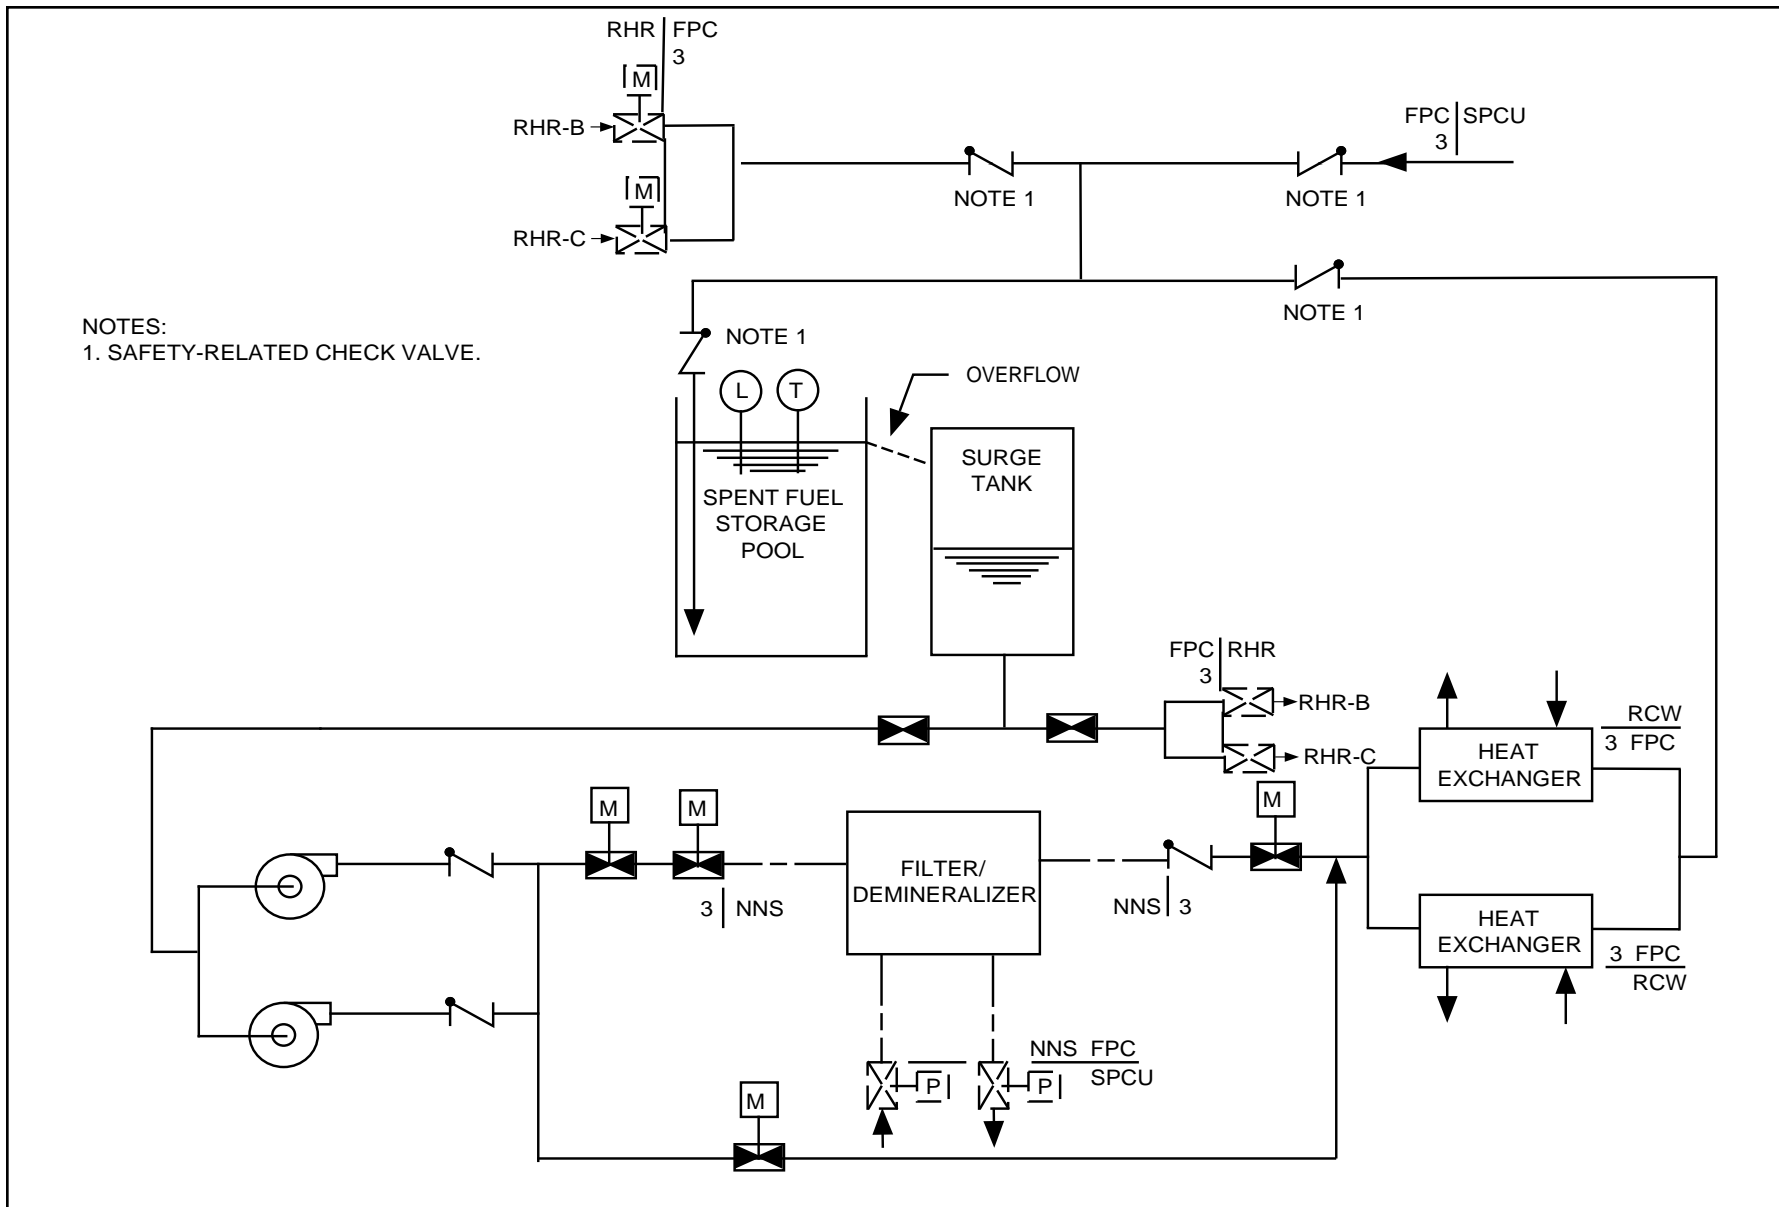 RHR FPC
3
M
RHR-B
M
RHR-C
FPC SPCU
3
NOTE 1
NOTE 1
NOTE 1
NOTES:
1. SAFETY-RELATED CHECK VALVE.
NOTE 1
L
T
OVERFLOW
SPENT FUEL
STORAGE
POOL
SURGE
TANK
FPC RHR
3
RHR-B
RHR-C
RCW
3 FPC
HEAT
EXCHANGER
M
M
M
FILTER/
DEMINERALIZER
3 NNS
NNS 3
HEAT
EXCHANGER
3 FPC
RCW
NNS FPC
SPCU
P
P
M